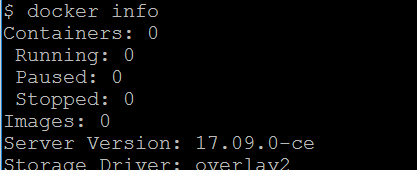 $ docker info
Containers: 0
 Running: 0
 Paused: 0
 Stopped: 0
Images: 0
Server Version: 17.09.0-ce
Storage Driver: overlay2